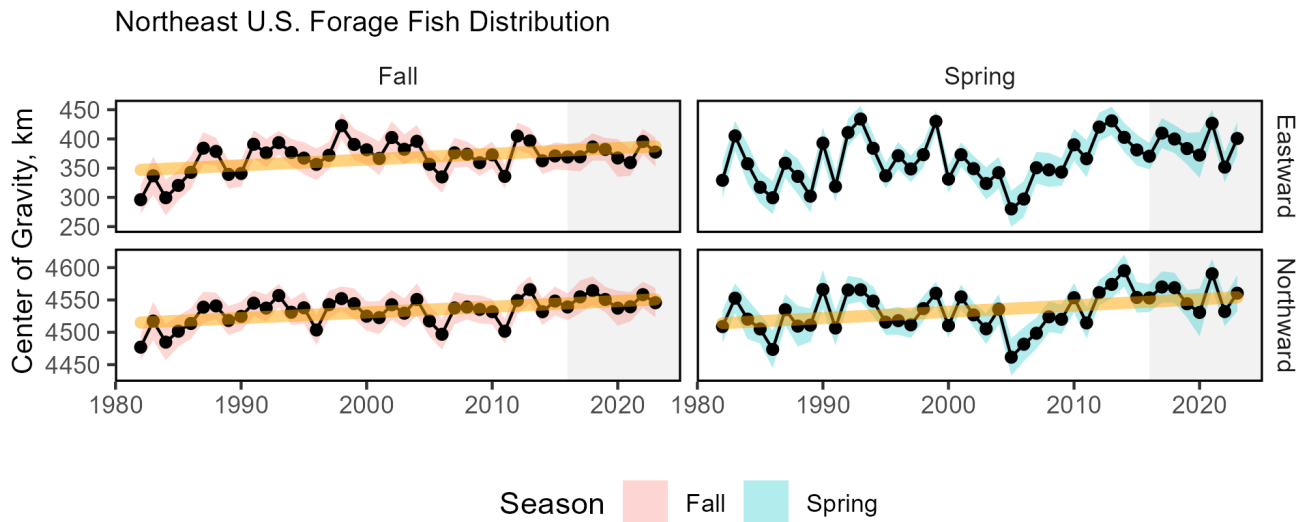 Northeast U.S. Forage Fish Distribution
Fall Spring
Center of Gravity, km
450
400
350
300
250
Eastward
4600
4550
4500
4450
Northward
1980 1990 2000 2010 2020 1980 1990 2000 2010 2020
Season Fall Spring